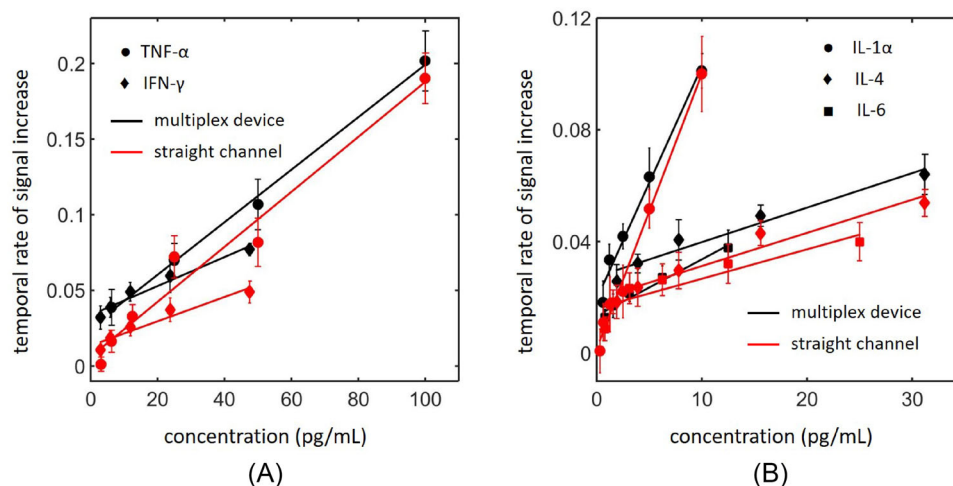 TNF-α
IFN-γ
multiplex device
straight channel
0.2
0.15
0.1
0.05
0
0 20 40 60 80 100
temporal rate of signal increase
concentration (pg/mL)
(A)
IL-1α
IL-4
IL-6
multiplex device
straight channel
0.12
0.08
0.04
0
0 10 20 30
temporal rate of signal increase
concentration (pg/mL)
(B)